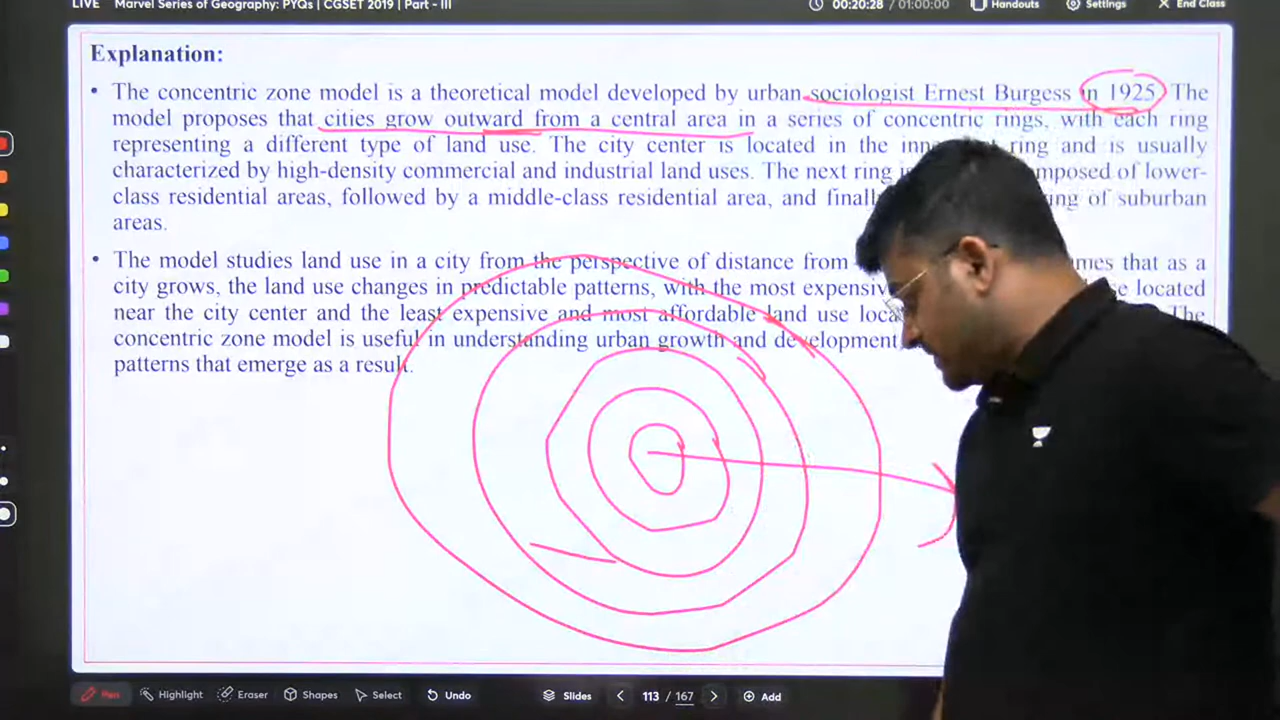 LIVE Marvel Series of Geography: PYQs | CGSET 2019 | Part - III 00:20:28 / 01:00:00 Handouts Settings End Class
Explanation:
• The concentric zone model is a theoretical model developed by urban sociologist Ernest Burgess in 1925 The
model proposes that cities grow outward from a central area in a series of concentric rings, with each ring
representing a different type of land use. The city center is located in the ring and is usually
characterized by high-density commercial and industrial land uses. The next ring lower-
class residential areas, followed by a middle-class residential area, and of suburban
areas.
• The model studies land use in a city from the perspective of distance from that as a
city grows, the land use changes in predictable patterns, with the most located
near the city center and the least expensive and most affordable land use The
concentric zone model is useful in understanding urban growth and development,
patterns that emerge as a result.
Pen Highlight Eraser Shapes Select Undo Slides 113 / 167 Add